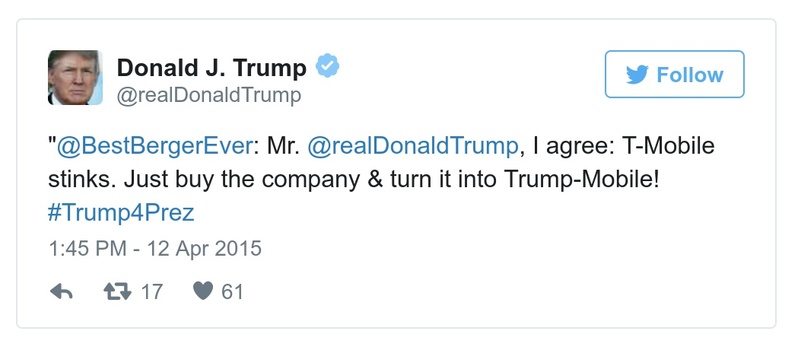 Donald J. Trump
@realDonaldTrump
Follow
"@BestBergerEver: Mr. @realDonaldTrump, I agree: T-Mobile
stinks. Just buy the company & turn it into Trump-Mobile!
#Trump4Prez
1:45 PM - 12 Apr 2015
17 61